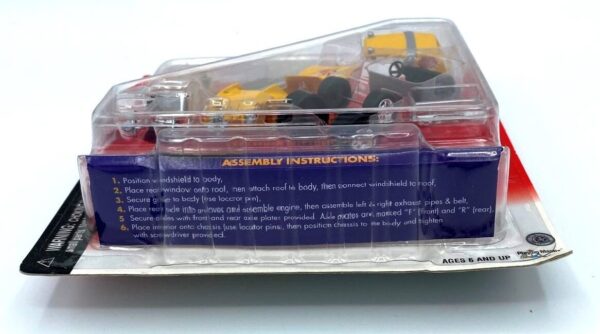 ASSEMBLY INSTRUCTIONS:
1. Position windshield to body,
2. Place rear window onto roof, then attach roof to body, then connect windshield to roof,
3. Secure to body (use locator pin),
4. Place rear axle into grooves and assemble engine, then assemble left & right exhaust pipes & belt,
5 Secure axles with front and rear axle plates provided. Axle plates are marked "F" (front) and "R" (rear),
6. Place interior onto chassis (use locator pins, then position chassis to the body and tighten
with screwdriver provided.
WARNING:
AGES 6 AND UP